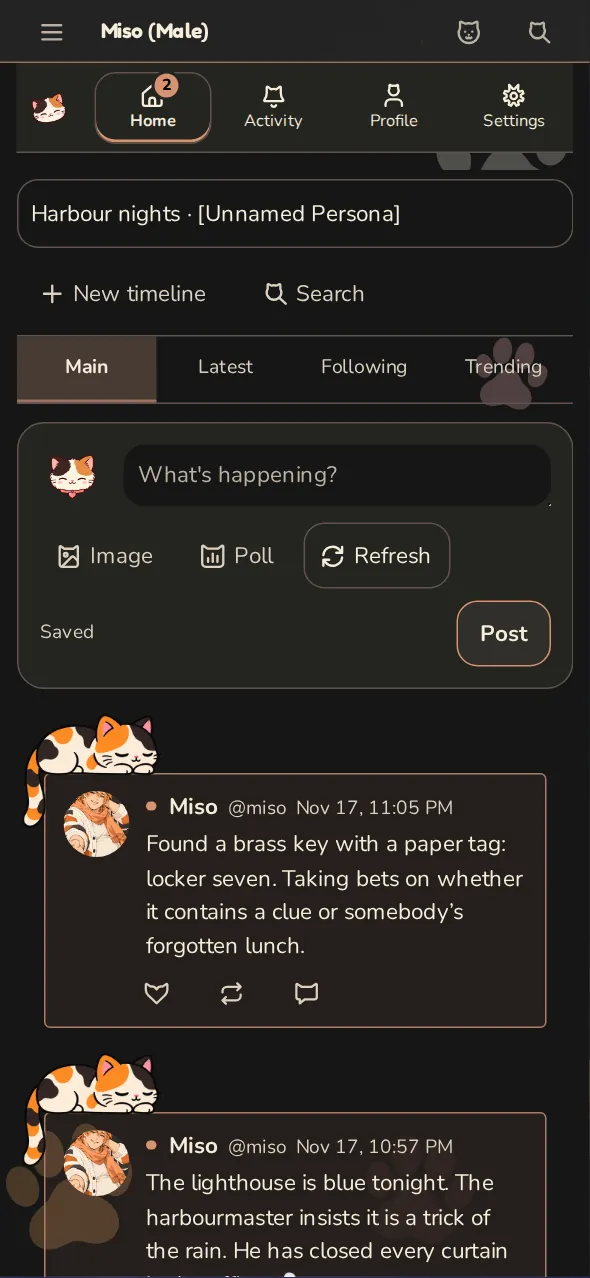 Miso (Male)
2
Home
Activity
Profile
Settings
Harbour nights · [Unnamed Persona]
New timeline
Search
Main
Latest
Following
Trending
What's happening?
Image
Poll
Refresh
Saved
Post
Miso @miso Nov 17, 11:05 PM
Found a brass key with a paper tag:
locker seven. Taking bets on whether
it contains a clue or somebody’s
forgotten lunch.
Miso @miso Nov 17, 10:57 PM
The lighthouse is blue tonight. The
harbourmaster insists it is a trick of
the rain. He has closed every curtain